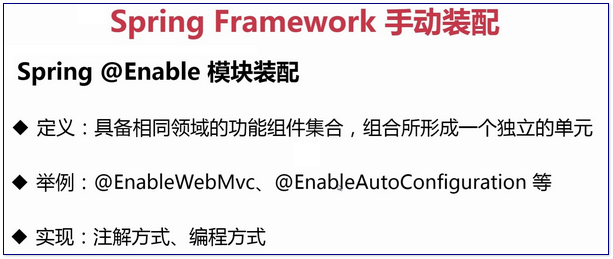 Spring Framework 手动装配
Spring @Enable 模块装配
◆ 定义：具备相同领域的功能组件集合，组合所形成一个独立的单元
◆ 举例：@EnableWebMvc、@EnableAutoConfiguration 等
◆ 实现：注解方式、编程方式